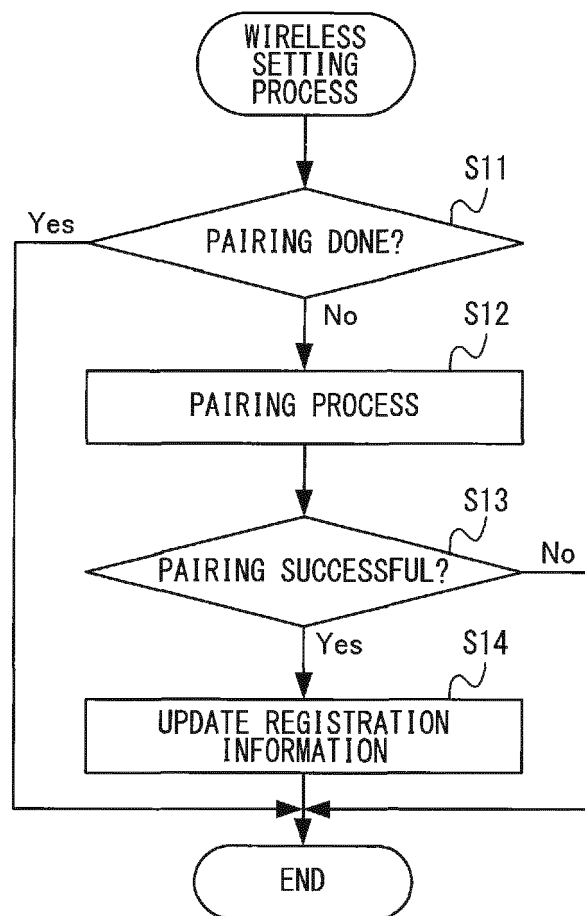 WIRELESS
SETTING
PROCESS
S11
Yes
PAIRING DONE?
No
S12
PAIRING PROCESS
S13
PAIRING SUCCESSFUL?
No
Yes
S14
UPDATE REGISTRATION
INFORMATION
END